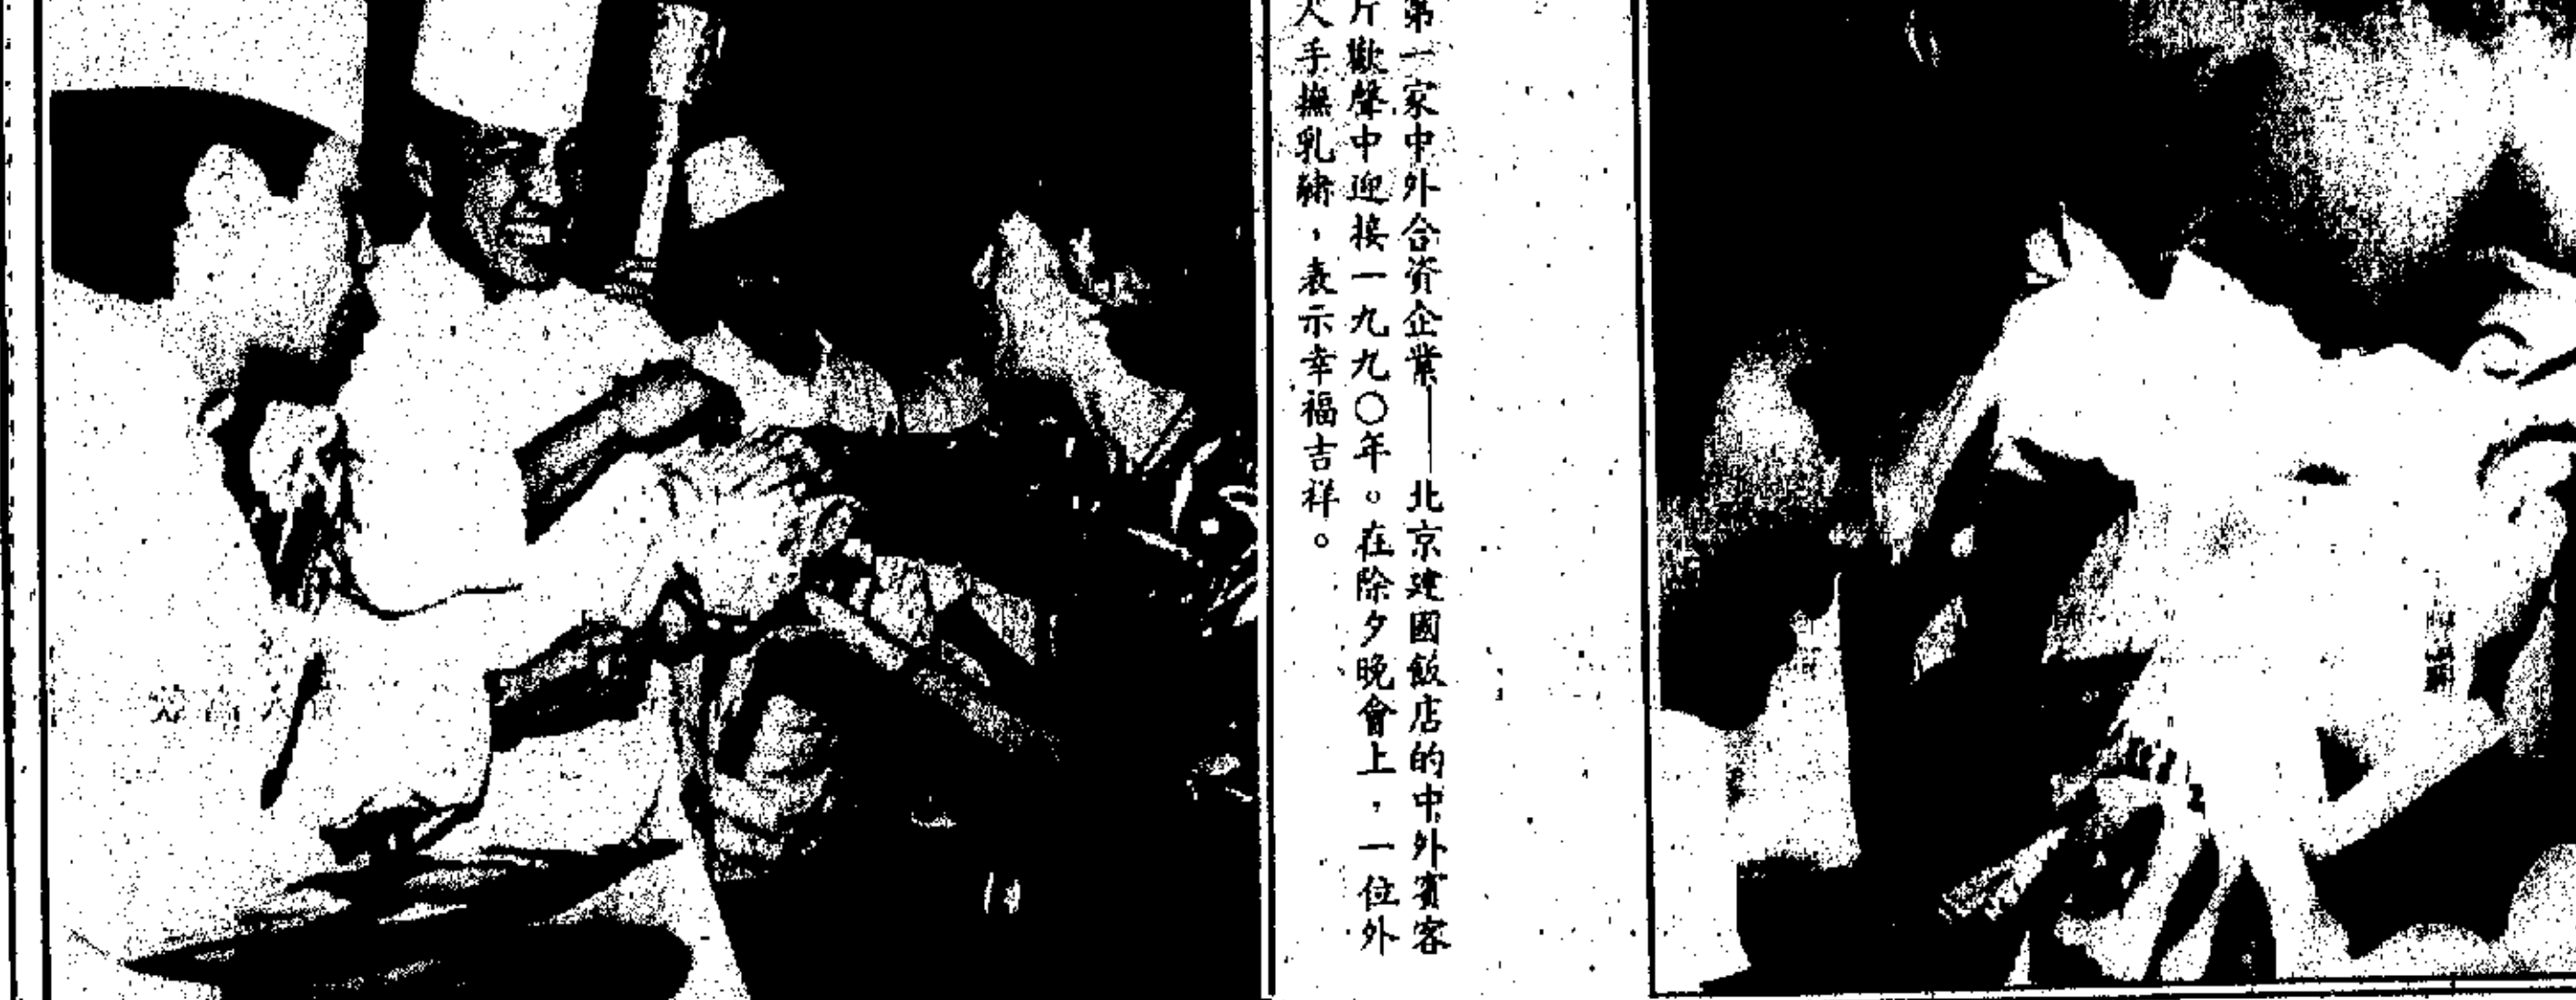 第一家中外合資企業——北京建國飯店的中外賓客
片歡聲中迎接一九九〇年。在除夕晚會上，一位外
人手撫乳豬，表示幸福吉祥。